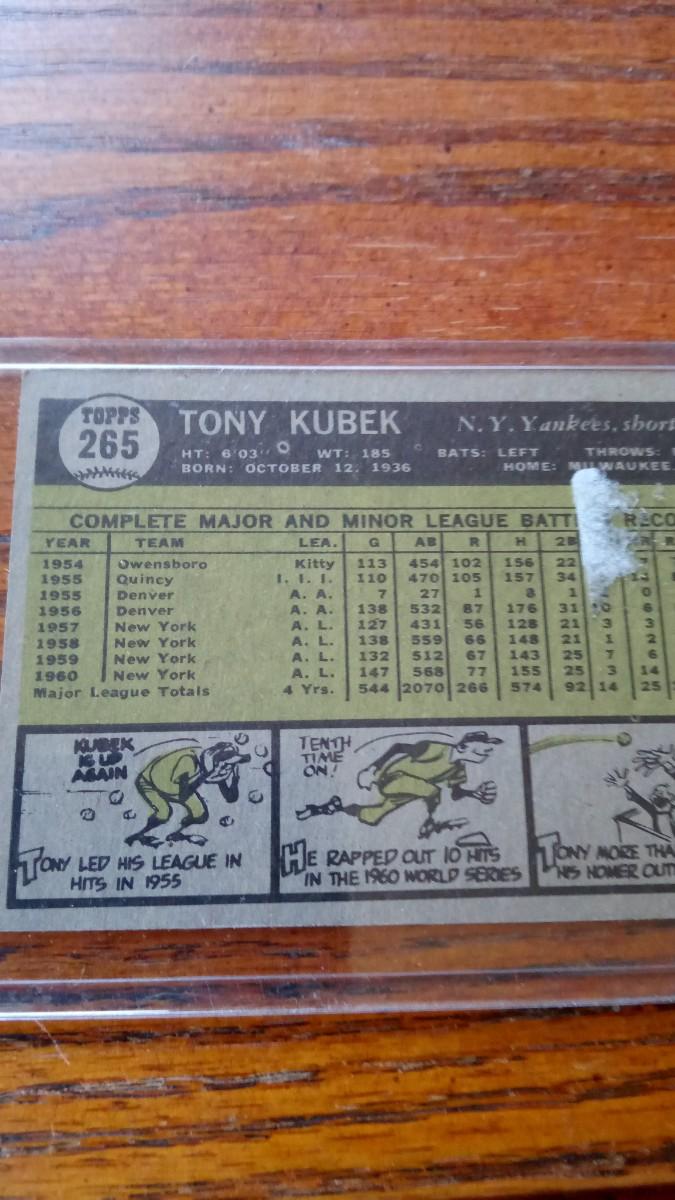 TOPPS
265
TONY KUBEK
N. Y. Yankees, short
HT: 6'03" WT: 185 BATS: LEFT THROWS:
BORN: OCTOBER 12, 1936 HOME: MILWAUKEE,
COMPLETE MAJOR AND MINOR LEAGUE BATT RECO
YEAR TEAM LEA. G AB R H 2B HR R
1954 Owensboro Kitty 113 454 102 156 22 7
1955 Quincy I. I. I. 110 470 105 157 34
1955 Denver A. A. 7 27 1 8 1 0
1956 Denver A. A. 138 532 87 176 31 6
1957 New York A. L. 127 431 56 128 21 3 3
1958 New York A. L. 138 559 66 148 21 1 2
1959 New York A. L. 132 512 67 143 25 7 6
1960 New York A. L. 147 568 77 155 25 3 14
Major League Totals 4 Yrs. 544 2070 266 574 92 14 25
KUBEK
IS UP
AGAIN
TONY LED HIS LEAGUE IN
HITS IN 1955
TENTH
TIME
ON!
HE RAPPED OUT 10 HITS
IN THE 1960 WORLD SERIES
TONY MORE THA
HIS HOMER OUT